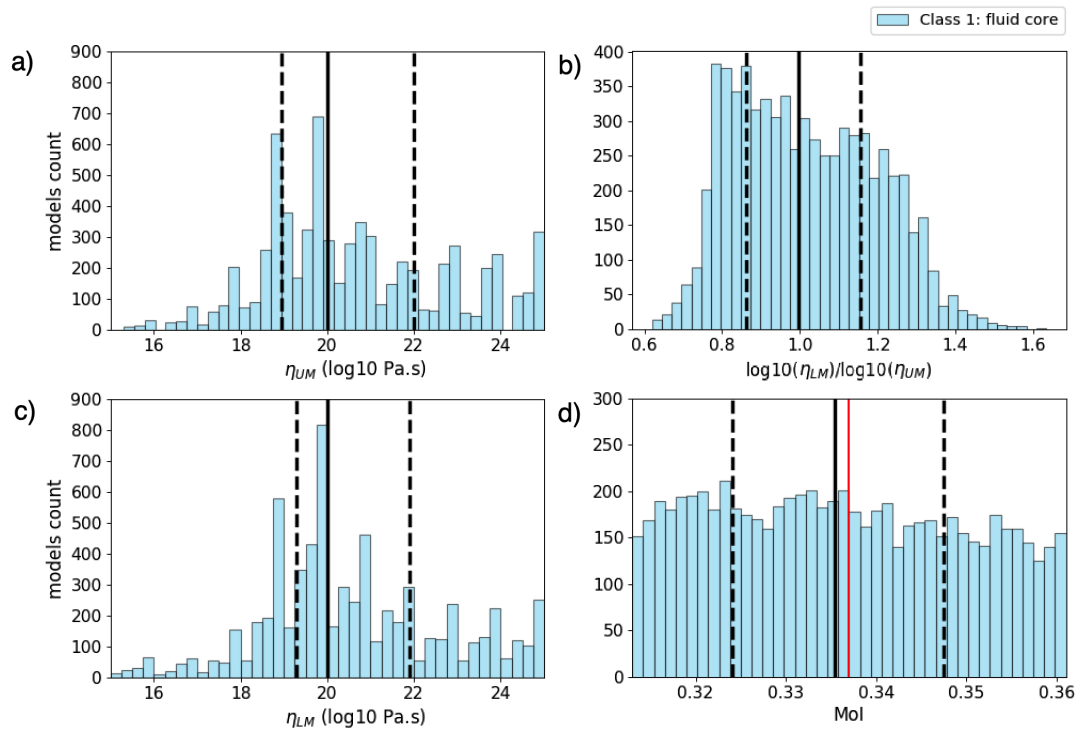 Class 1: fluid core
a)
900
800
700
600
500
400
300
200
100
0
models count
16 18 20 22 24
η_UM (log10 Pa.s)
b)
400
350
300
250
200
150
100
50
0
0.6 0.8 1.0 1.2 1.4 1.6
log10(η_LM)/log10(η_UM)
c)
900
800
700
600
500
400
300
200
100
0
models count
16 18 20 22 24
η_LM (log10 Pa.s)
d)
300
250
200
150
100
50
0
0.32 0.33 0.34 0.35 0.36
MoI